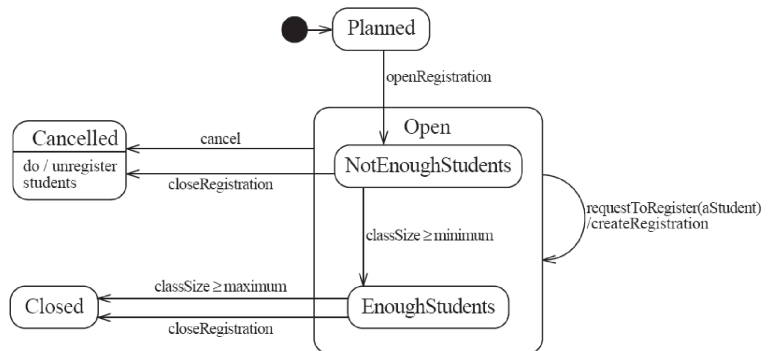 Planned
openRegistration
Open
Cancelled
do / unregister
students
cancel
closeRegistration
NotEnoughStudents
requestToRegister(aStudent)
/createRegistration
classSize ≥ minimum
Closed
classSize ≥ maximum
closeRegistration
EnoughStudents